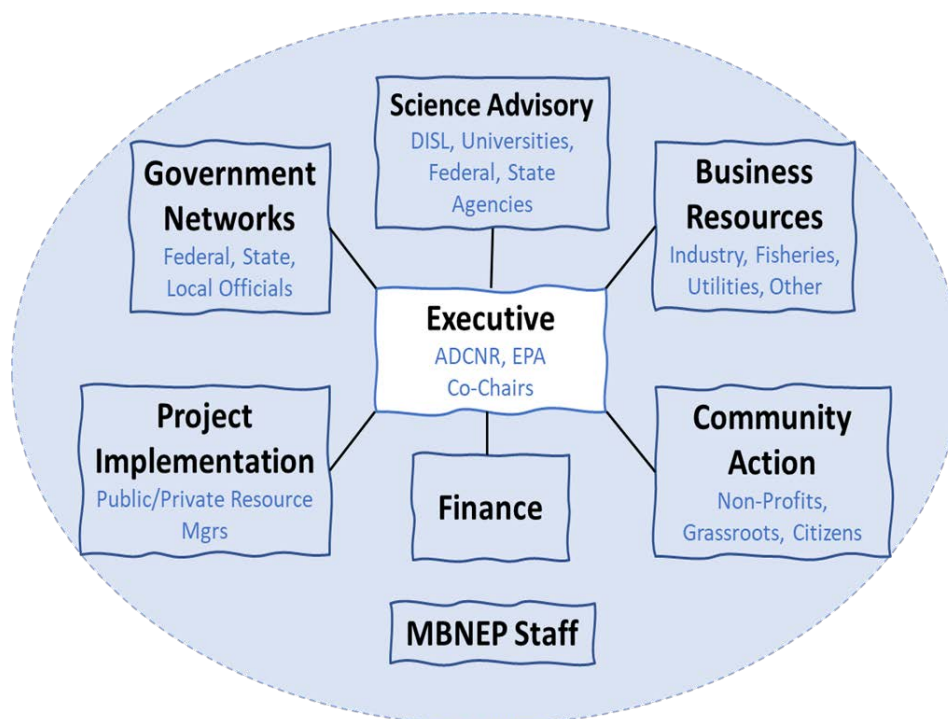 Science Advisory
DISL, Universities,
Federal, State
Agencies
Government
Networks
Federal, State,
Local Officials
Business
Resources
Industry, Fisheries,
Utilities, Other
Executive
ADCNR, EPA
Co-Chairs
Project
Implementation
Public/Private Resource
Mgrs
Finance
Community
Action
Non-Profits,
Grassroots, Citizens
MBNEP Staff